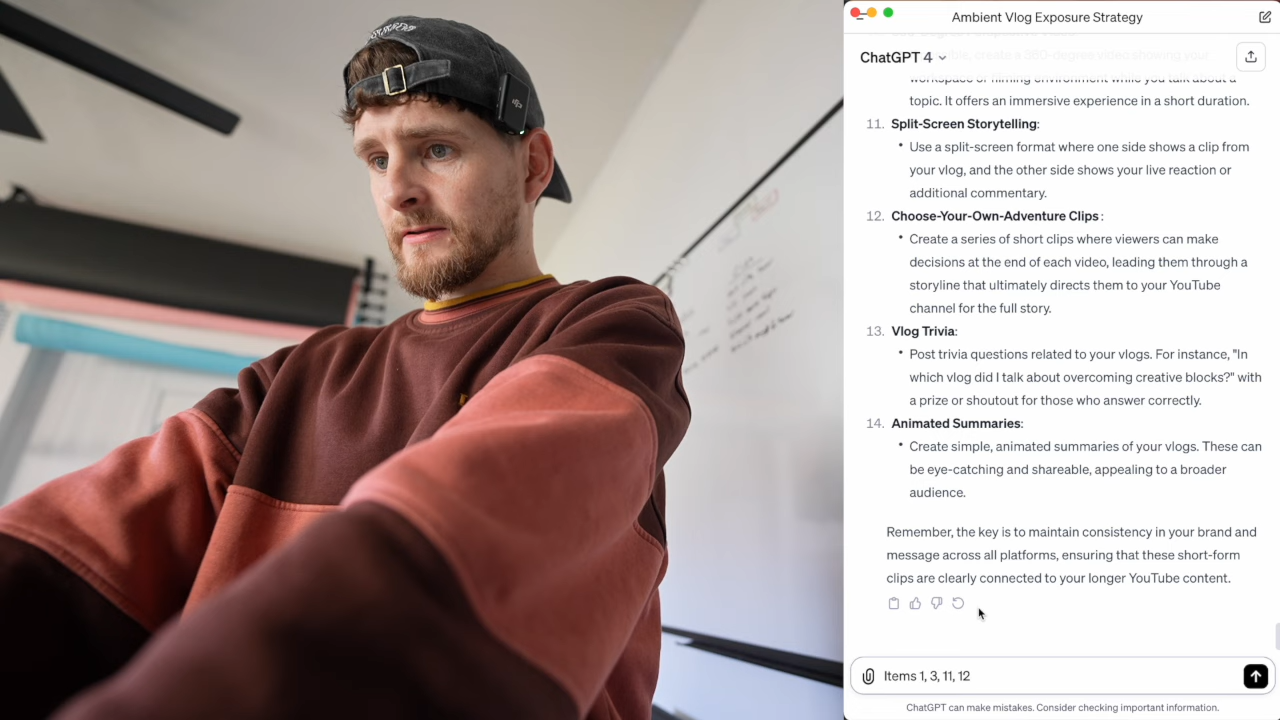 Ambient Vlog Exposure Strategy
ChatGPT 4
workspace or filming environment while you talk about a
topic. It offers an immersive experience in a short duration.
11. Split-Screen Storytelling:
• Use a split-screen format where one side shows a clip from
your vlog, and the other side shows your live reaction or
additional commentary.
12. Choose-Your-Own-Adventure Clips:
• Create a series of short clips where viewers can make
decisions at the end of each video, leading them through a
storyline that ultimately directs them to your YouTube
channel for the full story.
13. Vlog Trivia:
• Post trivia questions related to your vlogs. For instance, "In
which vlog did I talk about overcoming creative blocks?" with
a prize or shoutout for those who answer correctly.
14. Animated Summaries:
• Create simple, animated summaries of your vlogs. These can
be eye-catching and shareable, appealing to a broader
audience.
Remember, the key is to maintain consistency in your brand and
message across all platforms, ensuring that these short-form
clips are clearly connected to your longer YouTube content.
Items 1, 3, 11, 12
ChatGPT can make mistakes. Consider checking important information.